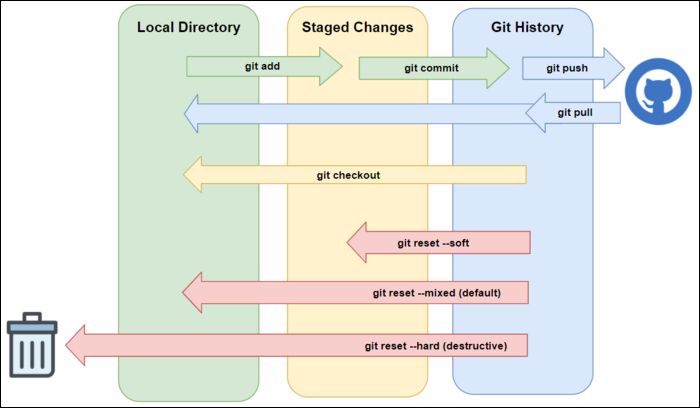 Local Directory
Staged Changes
Git History
git add
git commit
git push
git pull
git checkout
git reset --soft
git reset --mixed (default)
git reset --hard (destructive)